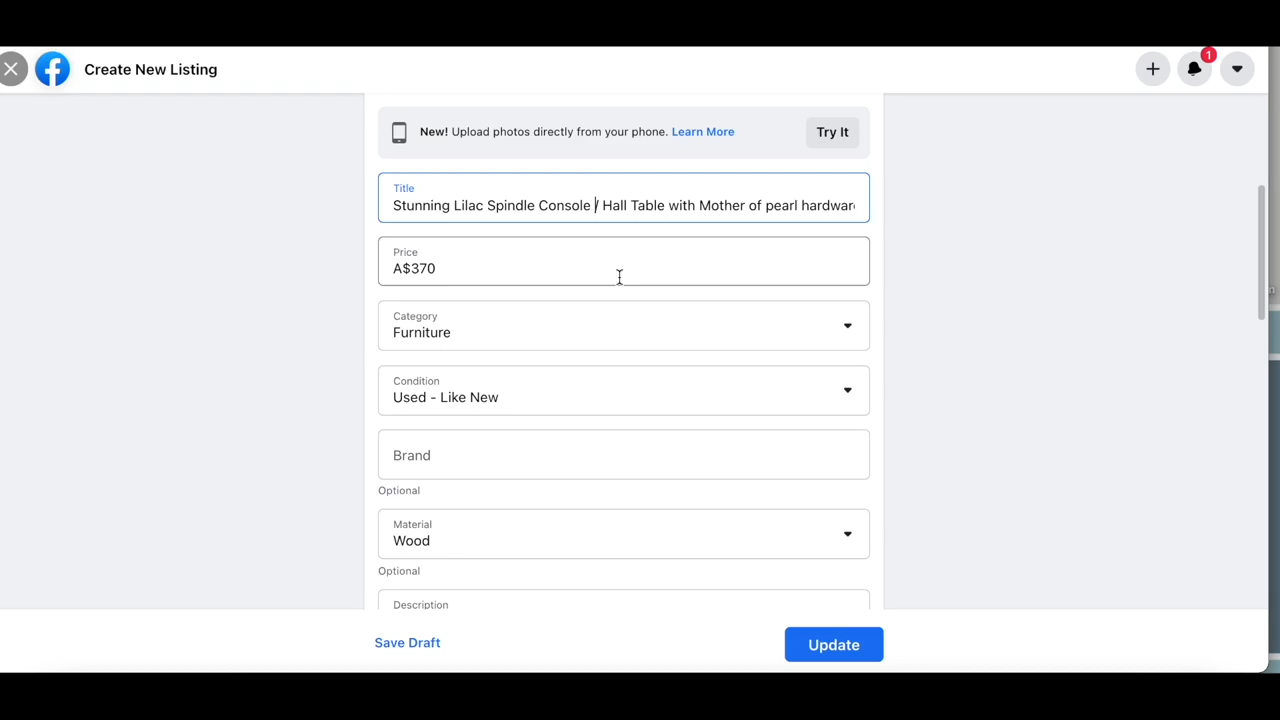 Create New Listing
1
New! Upload photos directly from your phone. Learn More
Try It
Title
Stunning Lilac Spindle Console / Hall Table with Mother of pearl hardwar
Price
A$370
Category
Furniture
Condition
Used - Like New
Brand
Optional
Material
Wood
Optional
Description
Save Draft
Update